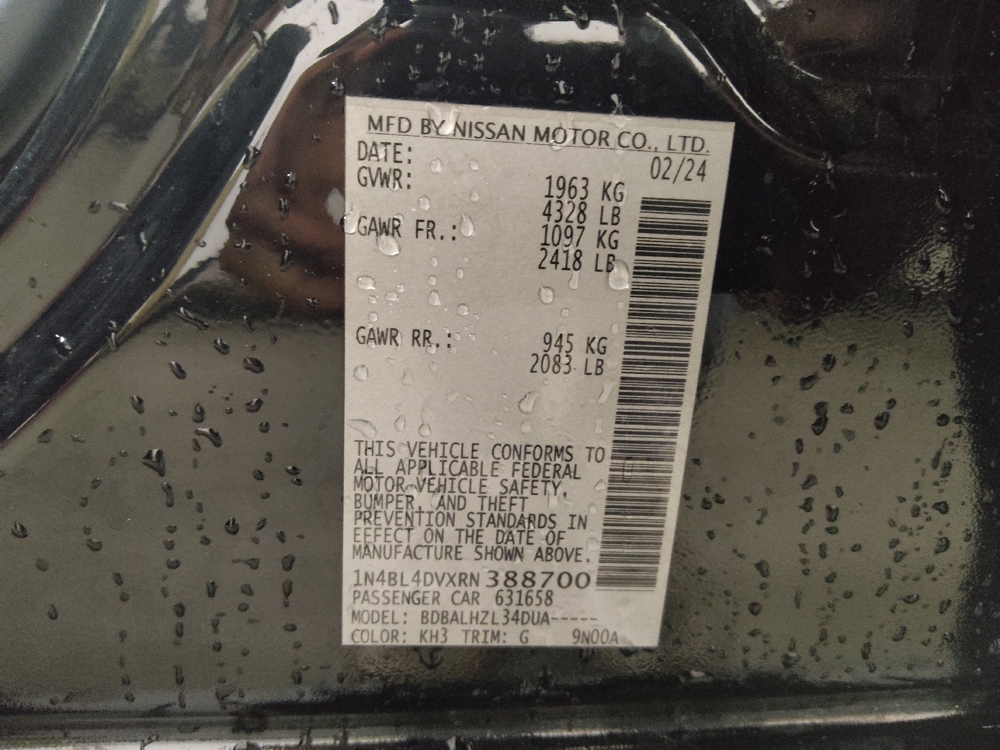 MFD BY NISSAN MOTOR CO., LTD.
DATE: 02/24
GVWR: 1963 KG
4328 LB
GAWR FR.: 1097 KG
2418 LB
GAWR RR.: 945 KG
2083 LB
THIS VEHICLE CONFORMS TO
ALL APPLICABLE FEDERAL
MOTOR VEHICLE SAFETY,
BUMPER, AND THEFT
PREVENTION STANDARDS IN
EFFECT ON THE DATE OF
MANUFACTURE SHOWN ABOVE.
1N4BL4DVXRN388700
PASSENGER CAR 631658
MODEL: BDBALHZL34DUA-----
COLOR: KH3 TRIM: G 9N00A